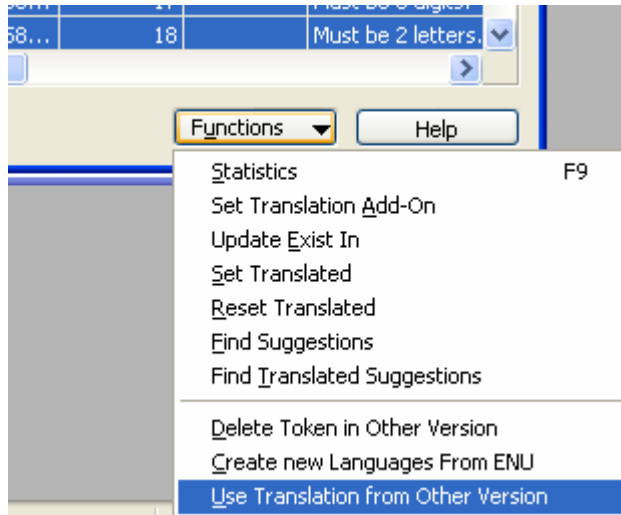 58... 18 Must be 2 letters.
Functions Help
Statistics F9
Set Translation Add-On
Update Exist In
Set Translated
Reset Translated
Find Suggestions
Find Translated Suggestions
Delete Token in Other Version
Create new Languages From ENU
Use Translation from Other Version